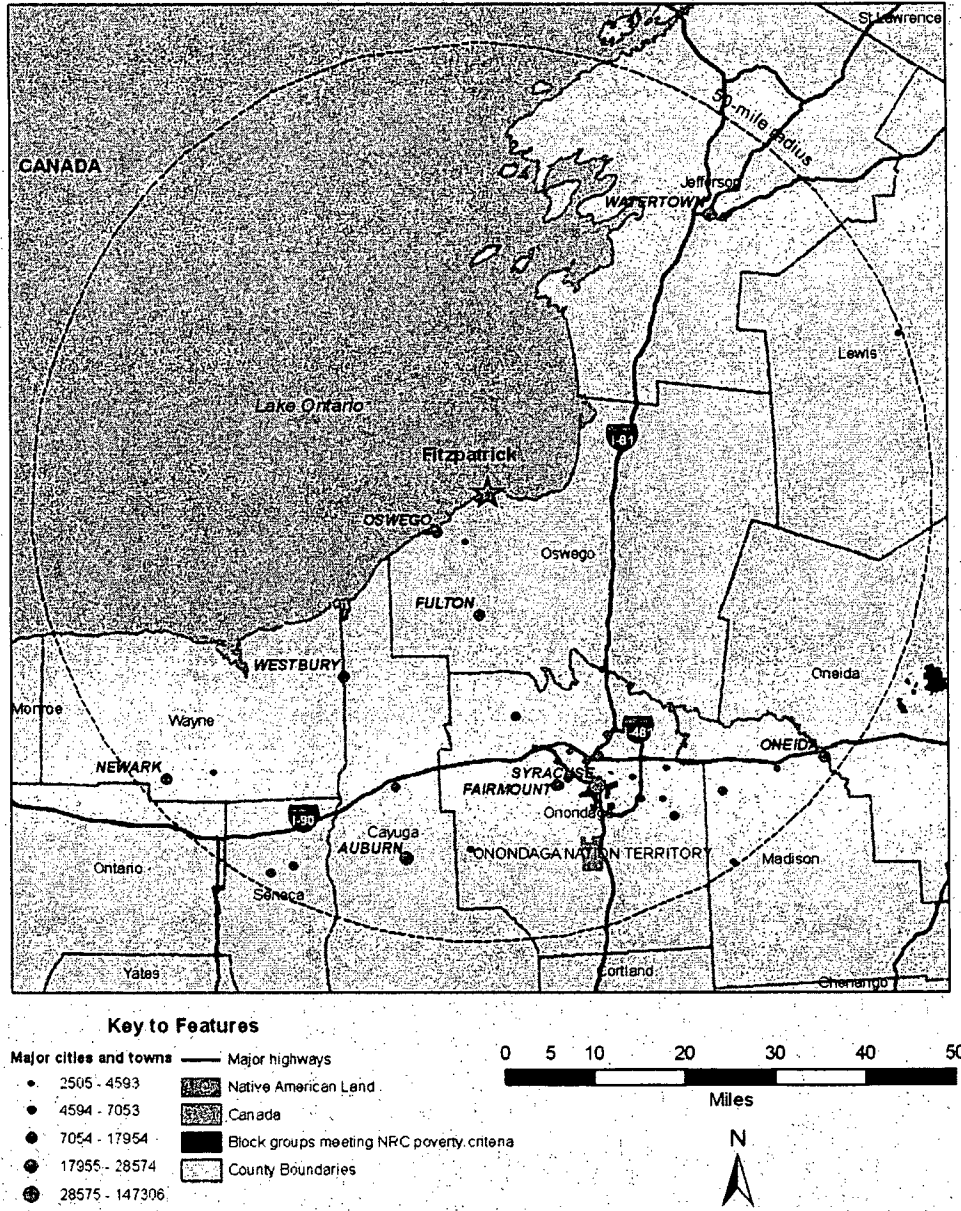 St Lawrence
50-mile radius
CANADA
Jefferson
WATERTOWN
Lewis
Lake Ontario
I-81
Fitzpatrick
OSWEGO
Oswego
FULTON
WESTBURY
Oneida
Monroe
Wayne
I-481
ONEIDA
NEWARK
SYRACUSE
FAIRMOUNT
I-90
Onondaga
Cayuga
AUBURN
ONONDAGA NATION TERRITORY
Madison
Ontario
Seneca
Yates
Cortland
Chenango
Key to Features
Major cities and towns
2505 - 4593
4594 - 7053
7054 - 17954
17955 - 28574
28575 - 147306
Major highways
Native American Land
Canada
Block groups meeting NRC poverty criteria
County Boundaries
0 5 10 20 30 40 50
Miles
N